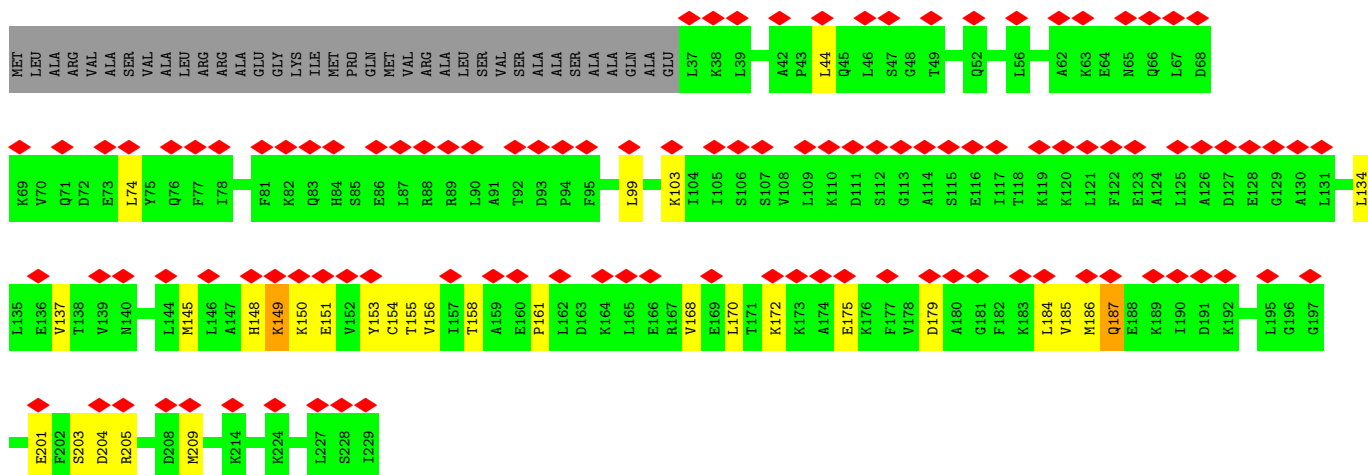 MET LEU ALA ARG VAL ALA SER VAL ALA LEU ARG ARG ALA GLU GLY LYS ILE MET PRO GLN MET VAL ARG ALA LEU SER VAL SER ALA ALA SER ALA ALA GLN ALA GLU L37 K38 L39 A42 P43 L44 Q45 L46 S47 G48 T49 Q52 L56 A62 K63 E64 N65 Q66 L67 D68
K69 V70 Q71 D72 E73 L74 Y75 Q76 F77 I78 F81 K82 Q83 H84 S85 E86 L87 R88 R89 L90 A91 T92 D93 P94 F95 L99 K103 I104 I105 S106 S107 V108 L109 K110 D111 S112 G113 A114 S115 E116 I117 T118 K119 K120 L121 F122 E123 A124 L125 A126 D127 E128 G129 A130 L131 L134
L135 E136 V137 T138 V139 N140 L144 M145 L146 A147 H148 K149 K150 E151 V152 Y153 C154 T155 V156 I157 T158 A159 E160 P161 L162 D163 K164 L165 E166 R167 V168 E169 L170 T171 K172 K173 A174 E175 K176 F177 V178 D179 A180 G181 F182 K183 L184 V185 M186 Q187 E188 K189 I190 D191 K192 L195 G196 G197
E201 F202 S203 D204 R205 D208 M209 K214 K224 L227 S228 I229